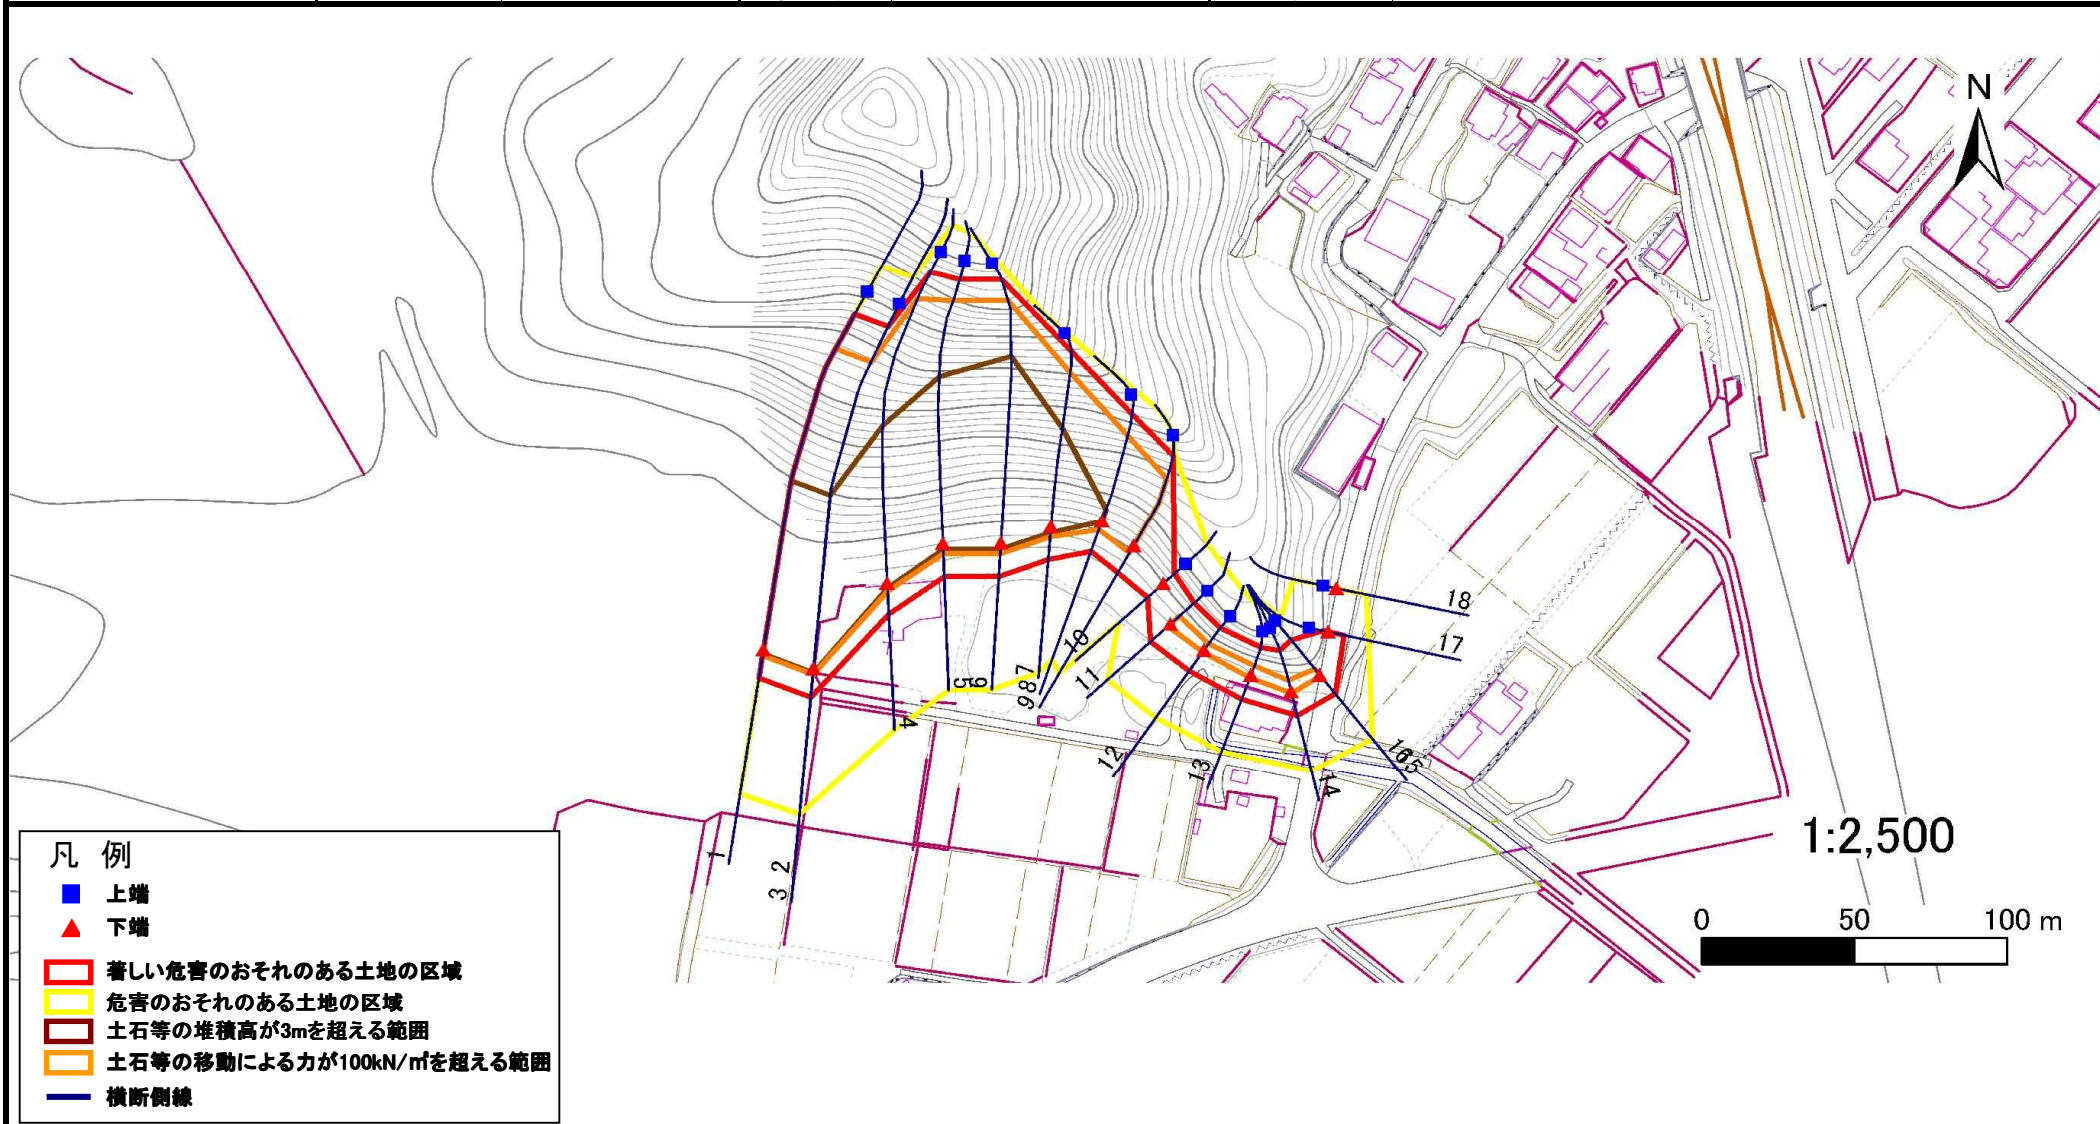 N
18
17
10
11
7
8
9
6
5
4
12
13
14
15
16
1
2
3
1:2,500
0 50 100 m
凡 例
上端
下端
著しい危害のおそれのある土地の区域
危害のおそれのある土地の区域
土石等の堆積高が3mを超える範囲
土石等の移動による力が100kN/㎡を超える範囲
横断側線